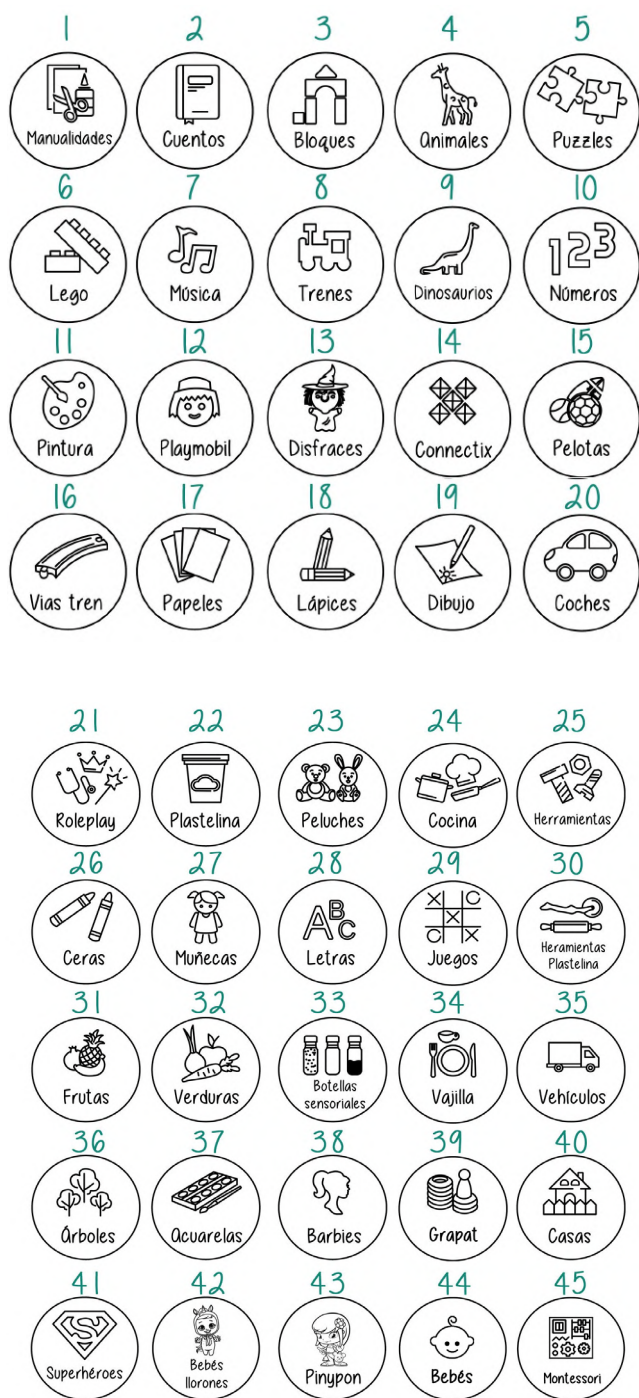 1 2 3 4 5
Manualidades Cuentos Bloques Animales Puzzles
6 7 8 9 10
Lego Música Trenes Dinosaurios 123 Números
11 12 13 14 15
Pintura Playmobil Disfraces Connectix Pelotas
16 17 18 19 20
Vias tren Papeles Lápices Dibujo Coches
21 22 23 24 25
Roleplay Plastelina Peluches Cocina Herramientas
26 27 28 29 30
Ceras Muñecas ABC Letras Juegos Heramientas
Plastelina
31 32 33 34 35
Frutas Verduras Botellas
sensoriales Vajilla Vehículos
36 37 38 39 40
Árboles Acuarelas Barbies Grapat Casas
41 42 43 44 45
S Superhéroes Bebés
llorones Pinypon Bebés Montessori